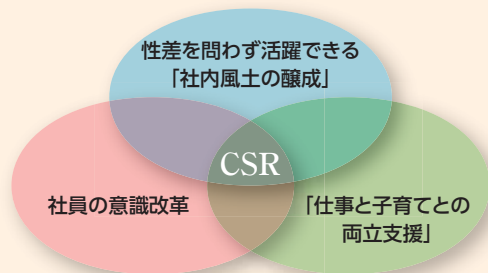 性差を問わず活躍できる
「社内風土の醸成」
CSR
社員の意識改革
「仕事と子育てとの
両立支援」